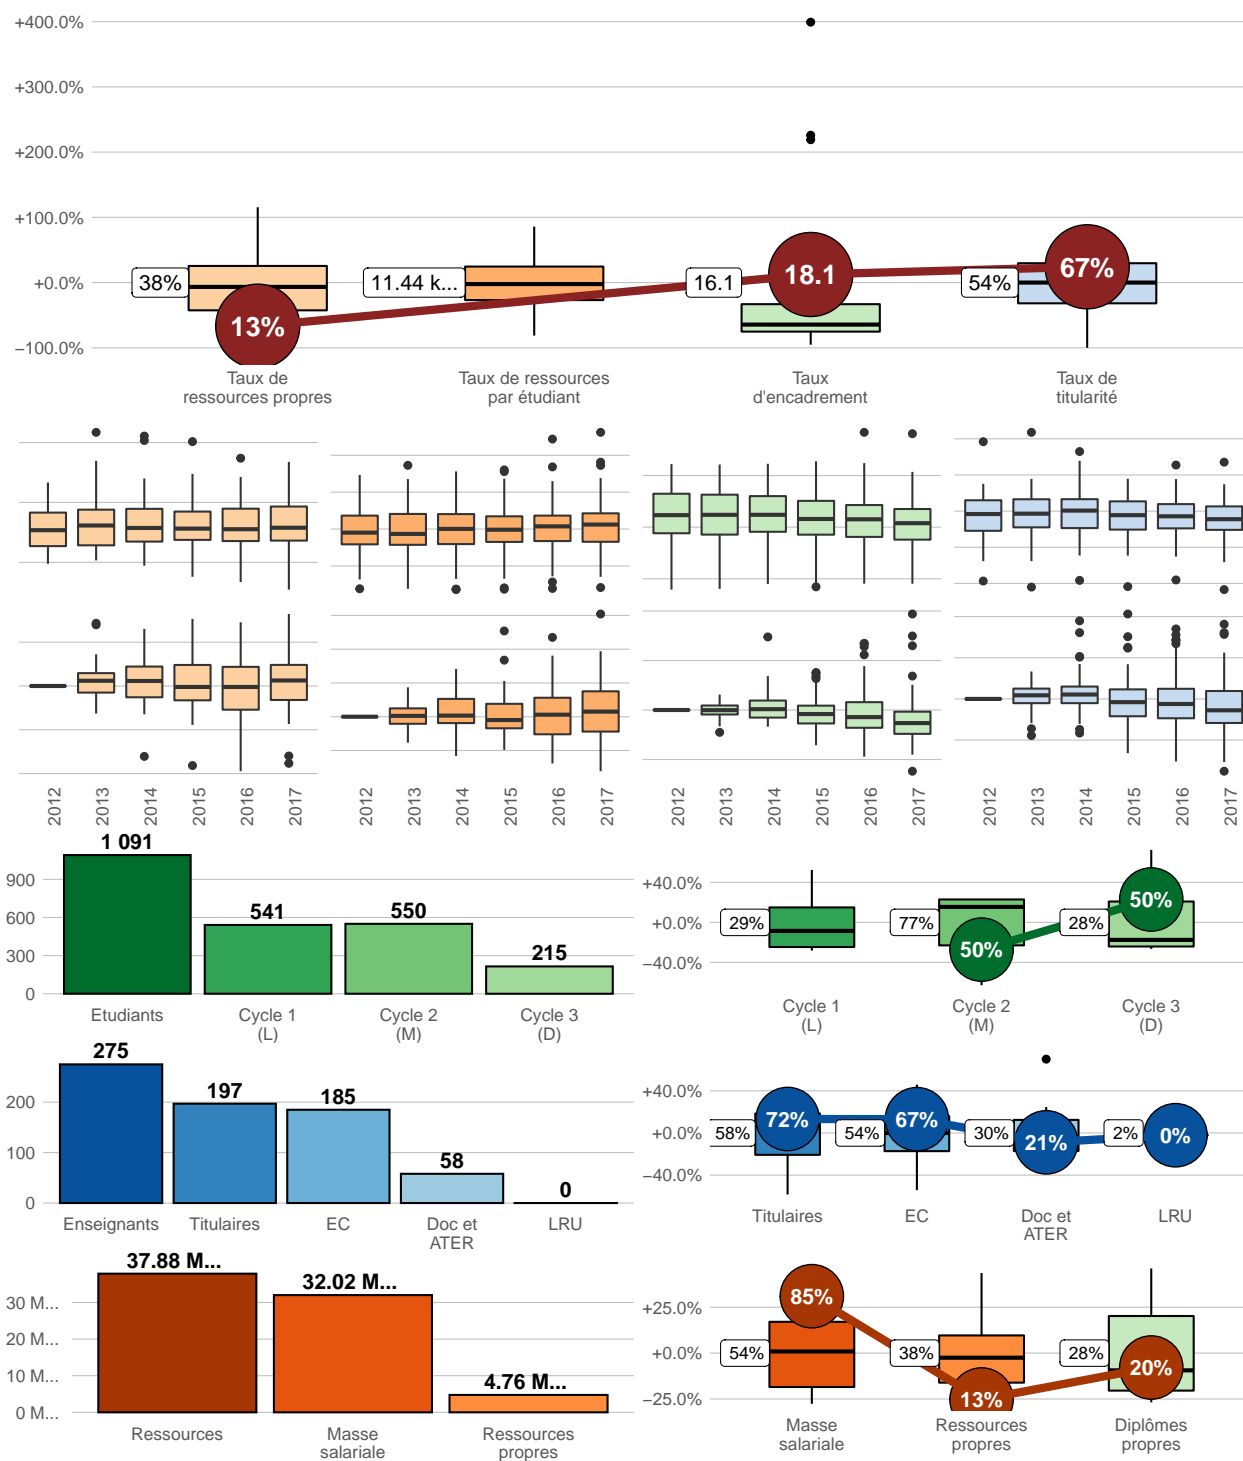 +400.0%
+300.0%
+200.0%
+100.0%
+0.0%
−100.0%
38%
11.44 k...
16.1
54%
13%
18.1
67%
Taux de
ressources propres
Taux de ressources
par étudiant
Taux
d'encadrement
Taux de
titularité
2012
2013
2014
2015
2016
2017
2012
2013
2014
2015
2016
2017
2012
2013
2014
2015
2016
2017
2012
2013
2014
2015
2016
2017
900
600
300
0
1 091
541
550
215
Etudiants
Cycle 1
(L)
Cycle 2
(M)
Cycle 3
(D)
+40.0%
+0.0%
−40.0%
29%
77%
28%
50%
50%
Cycle 1
(L)
Cycle 2
(M)
Cycle 3
(D)
200
100
0
275
197
185
58
0
Enseignants
Titulaires
EC
Doc et
ATER
LRU
+40.0%
+0.0%
−40.0%
58%
54%
30%
2%
72%
67%
21%
0%
Titulaires
EC
Doc et
ATER
LRU
30 M...
20 M...
10 M...
0 M...
37.88 M...
32.02 M...
4.76 M...
Ressources
Masse
salariale
Ressources
propres
+25.0%
+0.0%
−25.0%
54%
38%
28%
85%
13%
20%
Masse
salariale
Ressources
propres
Diplômes
propres